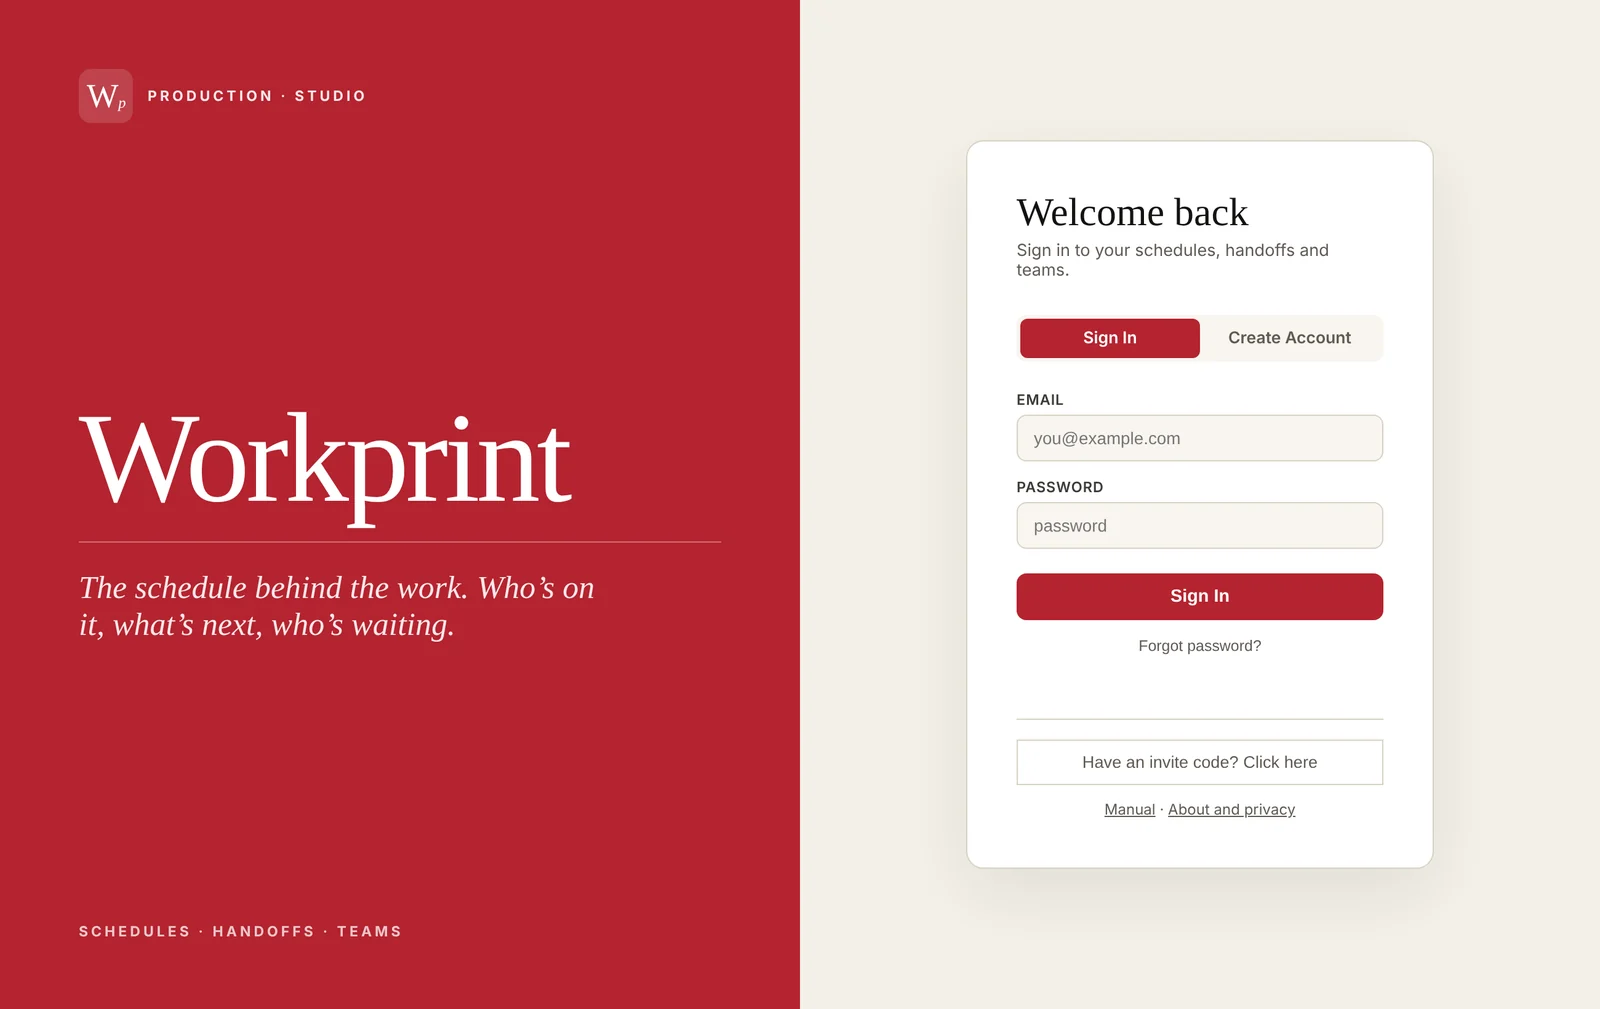 Wp
PRODUCTION · STUDIO
Workprint
The schedule behind the work. Who’s on
it, what’s next, who’s waiting.
SCHEDULES · HANDOFFS · TEAMS
Welcome back
Sign in to your schedules, handoffs and
teams.
Sign In
Create Account
EMAIL
you@example.com
PASSWORD
password
Sign In
Forgot password?
Have an invite code? Click here
Manual · About and privacy